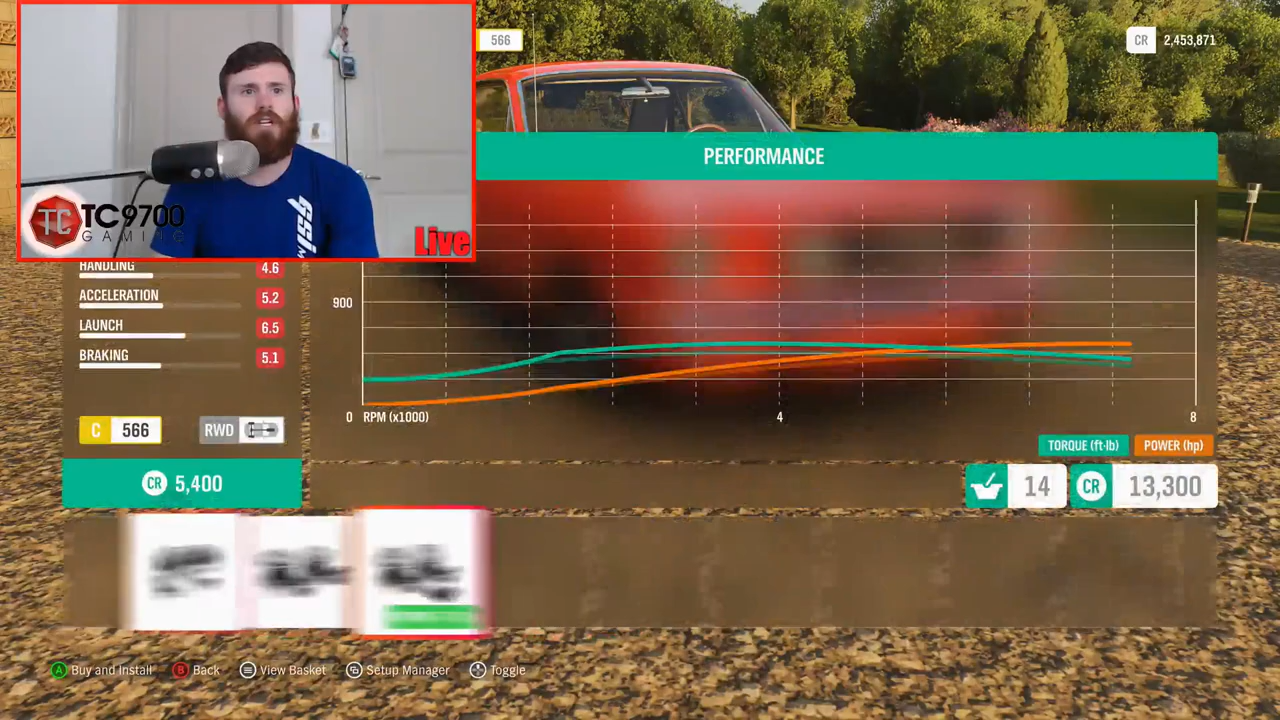 566
CR 2,453,871
PERFORMANCE
TC TC9700
GAMING
Live
HANDLING 4.6
ACCELERATION 5.2
LAUNCH 6.5
BRAKING 5.1
C 566 RWD
CR 5,400
900
0 RPM (x1000) 4 8
TORQUE (ft·lb) POWER (hp)
14 CR 13,300
A Buy and Install B Back View Basket Setup Manager Toggle